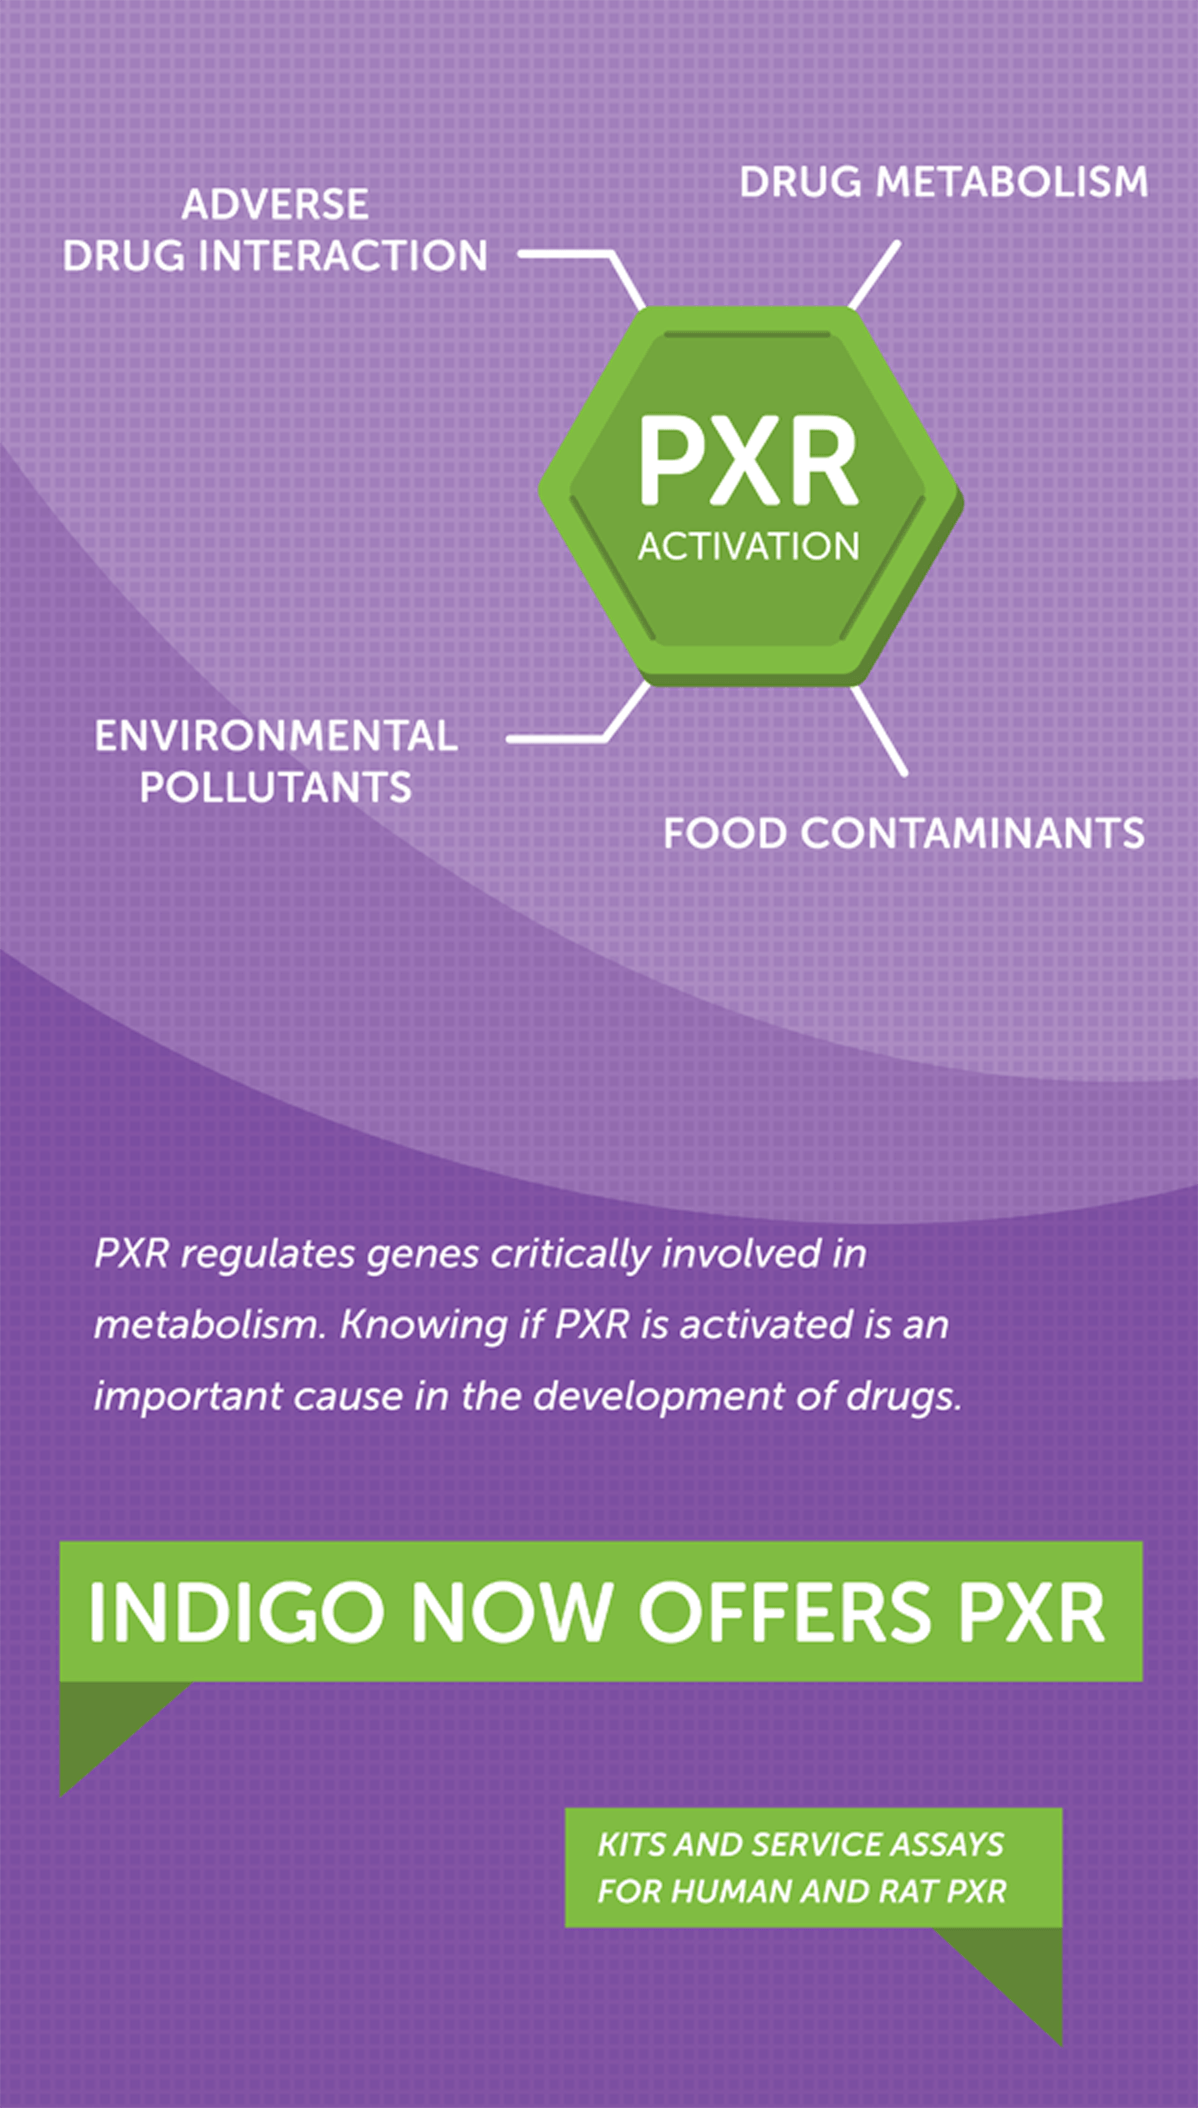 ADVERSE
DRUG INTERACTION
DRUG METABOLISM
PXR
ACTIVATION
ENVIRONMENTAL
POLLUTANTS
FOOD CONTAMINANTS
PXR regulates genes critically involved in
metabolism. Knowing if PXR is activated is an
important cause in the development of drugs.
INDIGO NOW OFFERS PXR
KITS AND SERVICE ASSAYS
FOR HUMAN AND RAT PXR